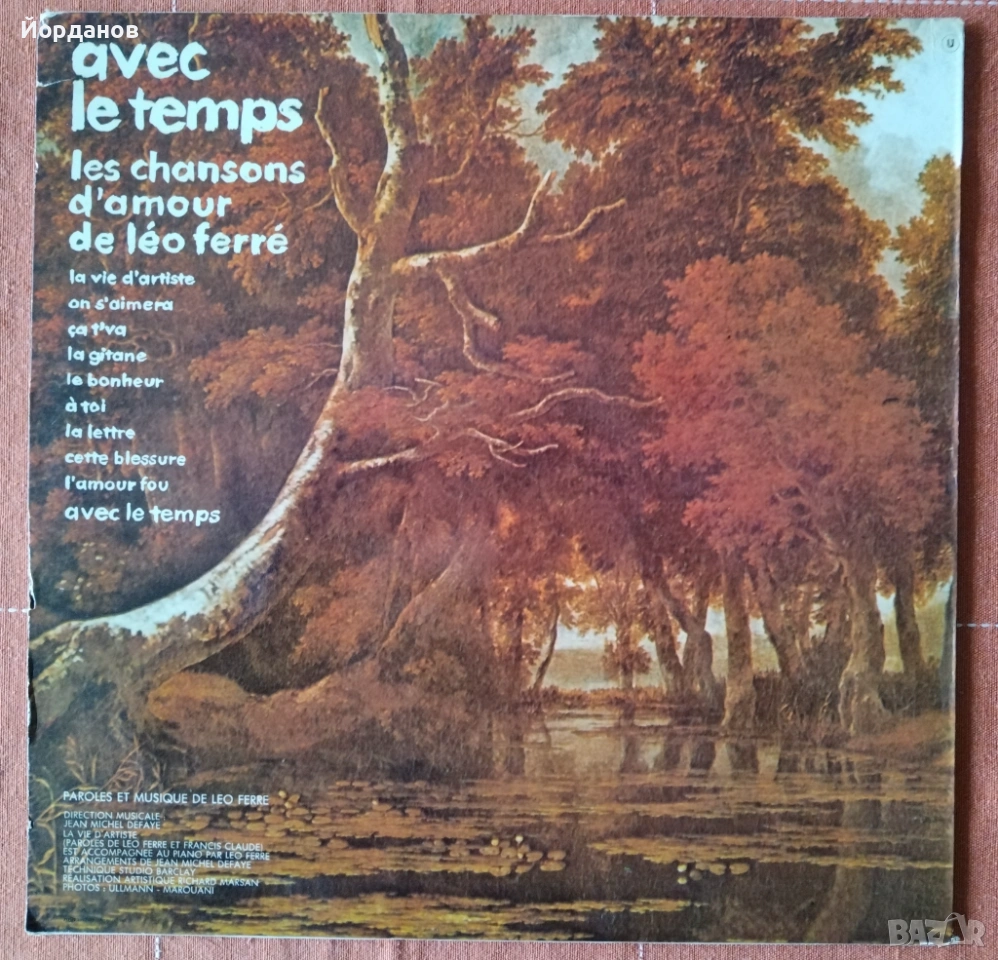 Йорданов
avec
le temps
les chansons
d'amour
de léo ferré
la vie d'artiste
on s'aimera
ça t'va
la gitane
le bonheur
à toi
la lettre
cette blessure
l'amour fou
avec le temps
PAROLES ET MUSIQUE DE LEO FERRE
DIRECTION MUSICALE
JEAN MICHEL DEFAYE
LA VIE D'ARTISTE
(PAROLES DE LEO FERRE ET FRANCIS CLAUDE)
EST ACCOMPAGNEE AU PIANO PAR LEO FERRE
ARRANGEMENTS DE JEAN MICHEL DEFAYE
TECHNIQUE STUDIO BARCLAY
REALISATION ARTISTIQUE RICHARD MARSAN
PHOTOS : ULLMANN - MAROUANI
U
BAZAR